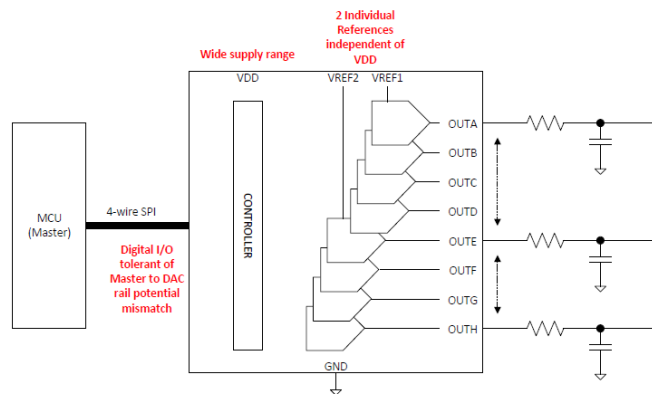 2 Individual
References
independent of
VDD
Wide supply range
VDD
VREF2
VREF1
OUTA
OUTB
OUTC
OUTD
OUTE
OUTF
OUTG
OUTH
CONTROLLER
MCU
(Master)
4-wire SPI
Digital I/O
tolerant of
Master to DAC
rail potential
mismatch
GND